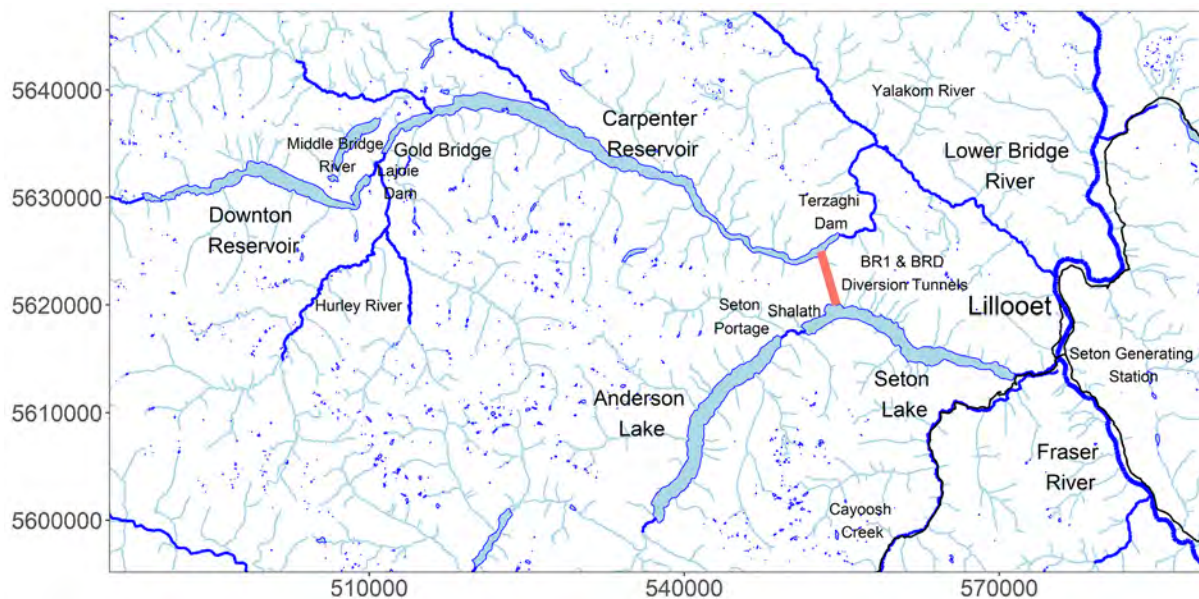 5640000
5630000
5620000
5610000
5600000
Yalakom River
Carpenter
Reservoir
Middle Bridge
River
Gold Bridge
Lajoie
Dam
Lower Bridge
River
Downton
Reservoir
Terzaghi
Dam
BR1 & BRD
Diversion Tunnels
Hurley River
Seton
Portage
Shalath
Lillooet
Seton Generating
Station
Anderson
Lake
Seton
Lake
Fraser
River
Cayoosh
Creek
510000
540000
570000